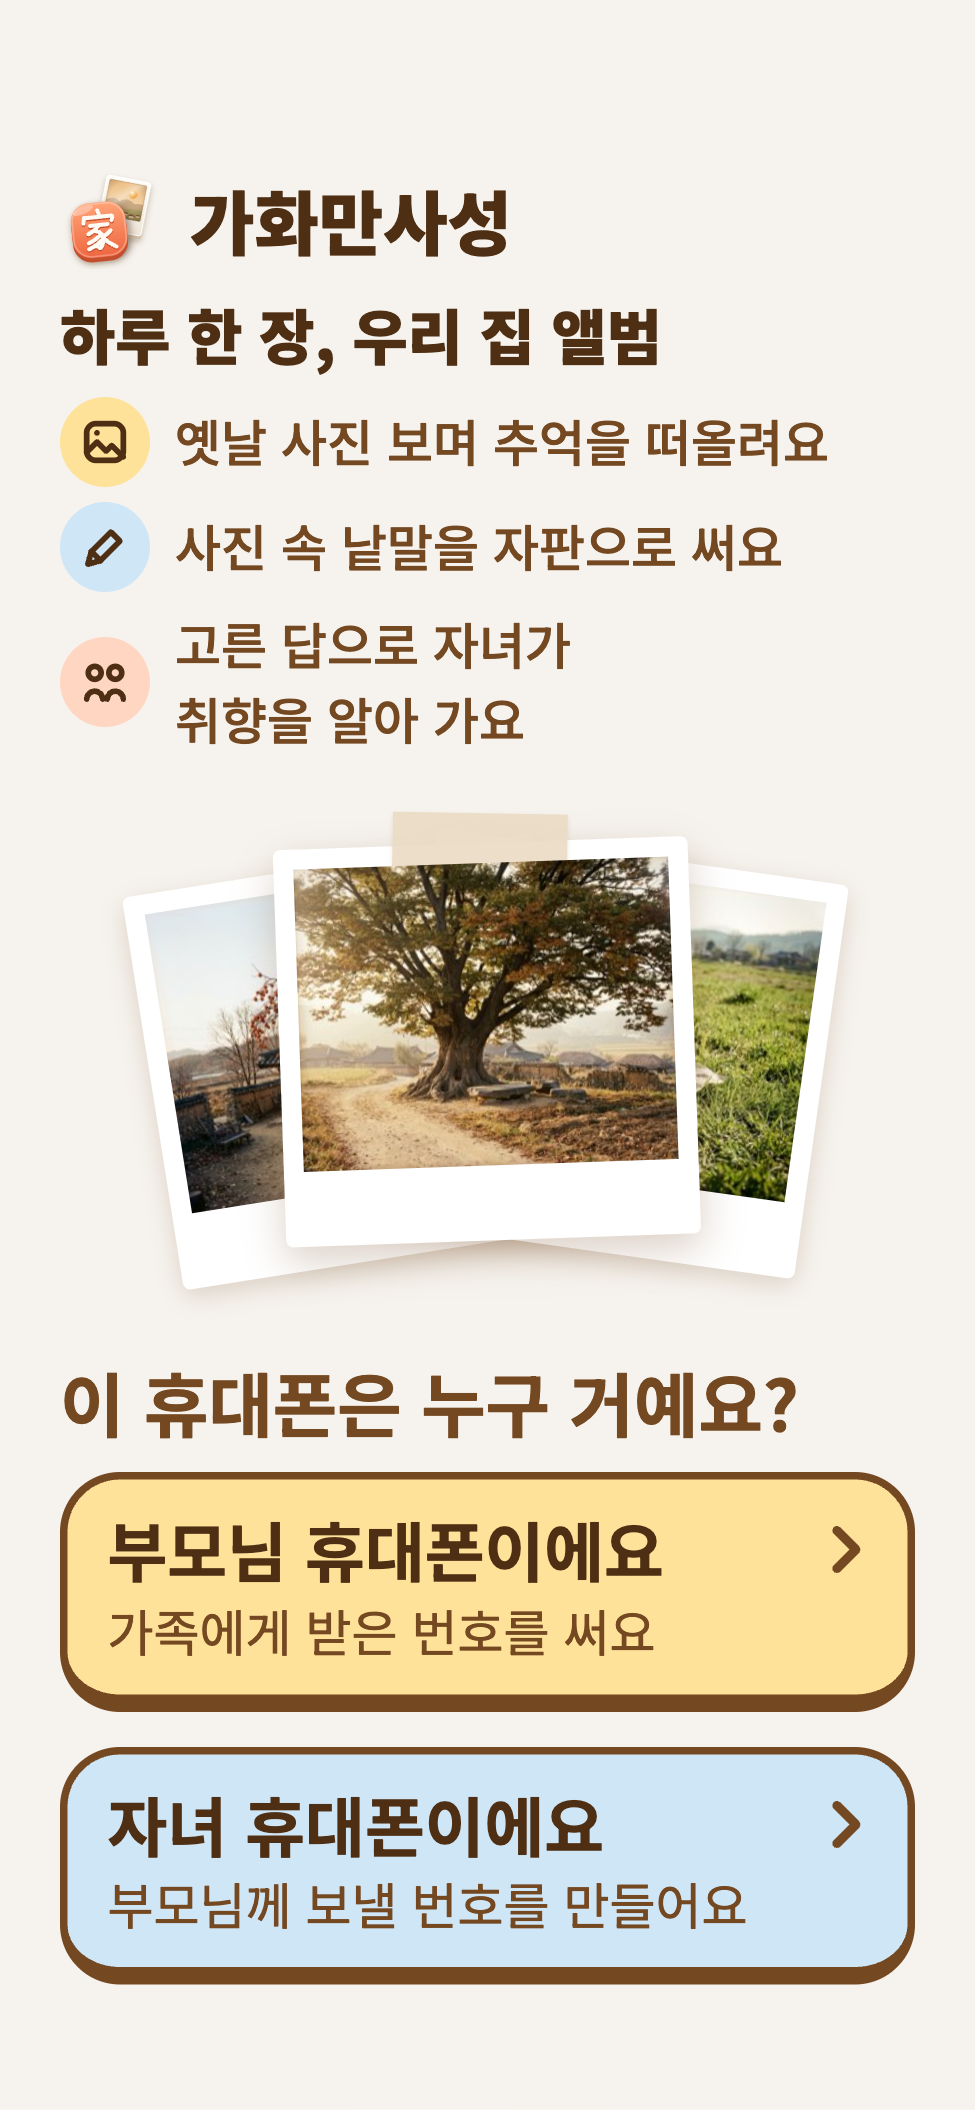 家
가화만사성
하루 한 장, 우리 집 앨범
옛날 사진 보며 추억을 떠올려요
사진 속 낱말을 자판으로 써요
고른 답으로 자녀가
취향을 알아 가요
이 휴대폰은 누구 거예요?
부모님 휴대폰이에요
가족에게 받은 번호를 써요
자녀 휴대폰이에요
부모님께 보낼 번호를 만들어요